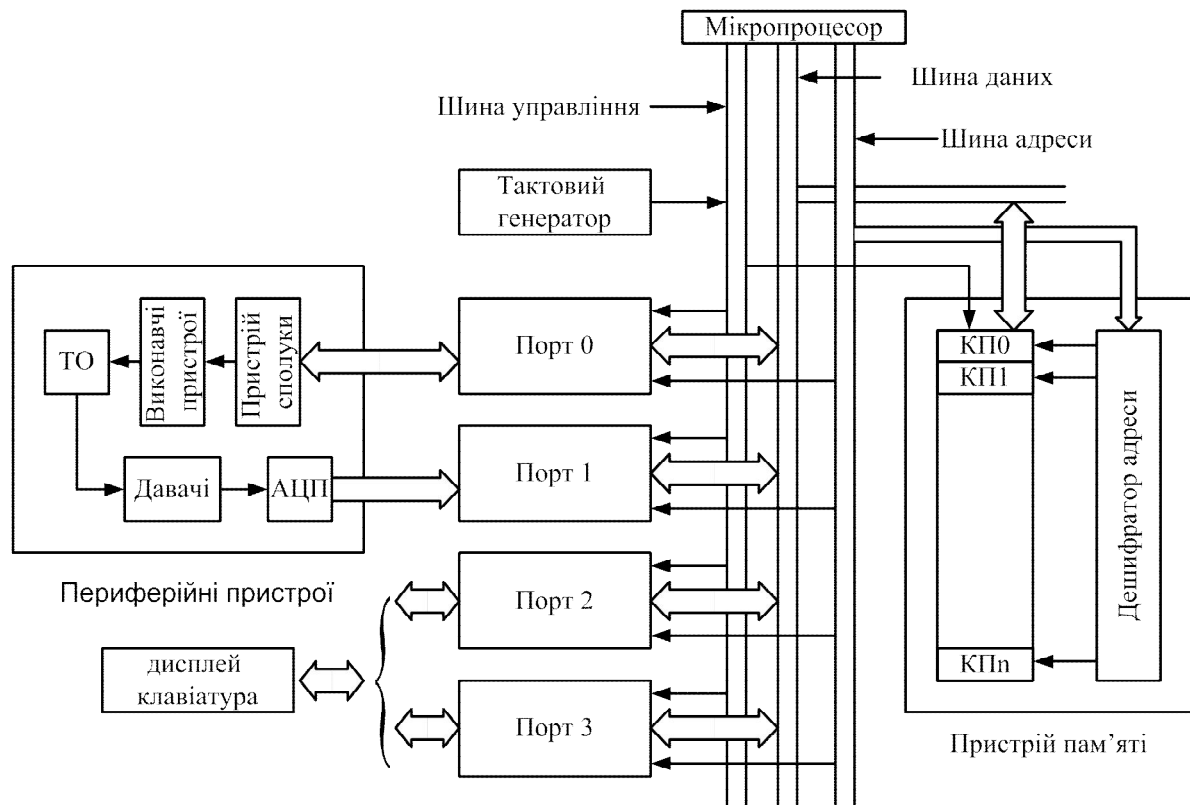 Мікропроцесор
Шина даних
Шина управління
Шина адреси
Тактовий
генератор
Виконавчі
пристрої
Пристрій
сполуки
ТО
Порт 0
КП0
КП1
Дешифратор адреси
Давачі
АЦП
Порт 1
Периферійні пристрої
Порт 2
дисплей
клавіатура
КПn
Порт 3
Пристрій пам’яті